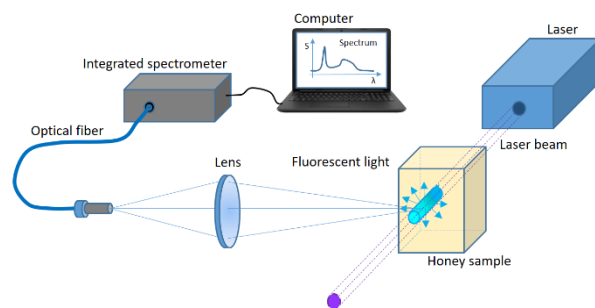 Computer
Laser
S
Spectrum
λ
Integrated spectrometer
Optical fiber
Lens
Fluorescent light
Laser beam
Honey sample